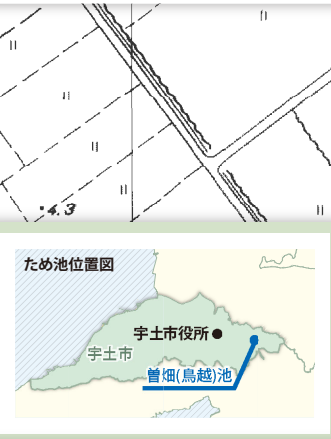 ・4.3
ため池位置図
宇土市役所
宇土市
曽畑(鳥越)池